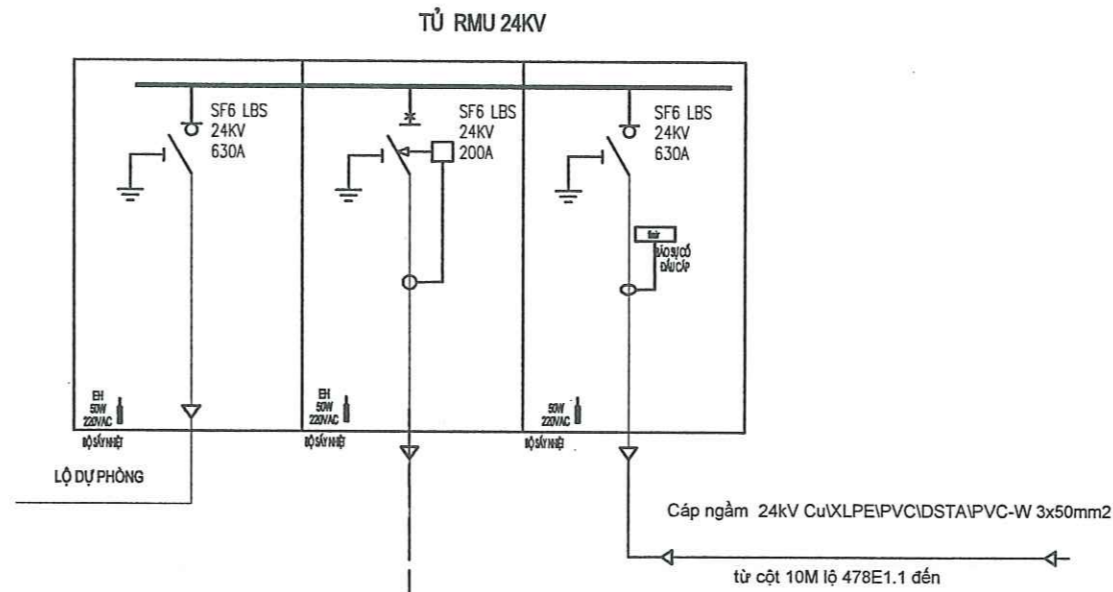 TỦ RMU 24KV
SF6 LBS
24KV
630A
SF6 LBS
24KV
200A
SF6 LBS
24KV
630A
BÁO SỰ CỐ
ĐẦU CÁP
EH
50W
220VAC
BỘ SẤY NHIỆT
EH
50W
220VAC
BỘ SẤY NHIỆT
50W
220VAC
BỘ SẤY NHIỆT
LỘ DỰ PHÒNG
Cáp ngầm 24kV Cu\XLPE\PVC\DSTA\PVC-W 3x50mm2
từ cột 10M lộ 478E1.1 đến